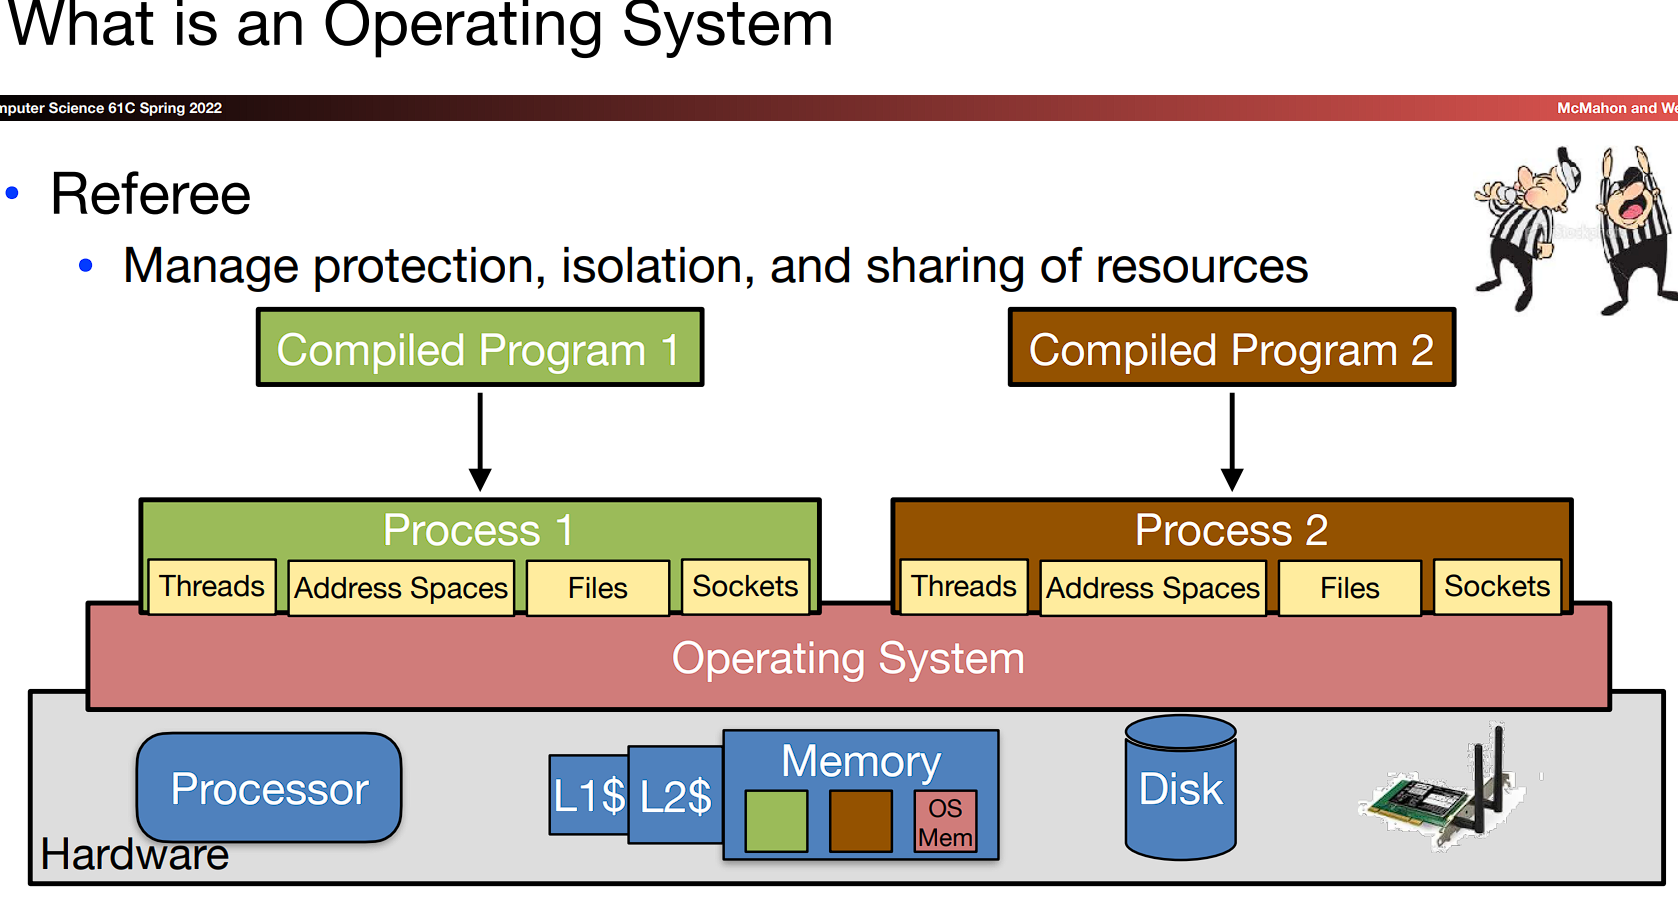 What is an Operating System
mputer Science 61C Spring 2022
McMahon and We
• Referee
• Manage protection, isolation, and sharing of resources
Compiled Program 1
Compiled Program 2
Process 1
Process 2
Threads
Address Spaces
Files
Sockets
Threads
Address Spaces
Files
Sockets
Operating System
Processor
L1$
L2$
Memory
OS
Mem
Disk
Hardware